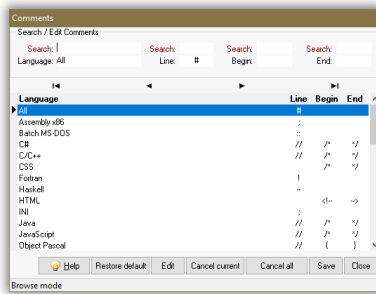 Comments
Search / Edit Comments
Search: Search: Search: Search:
Language: All Line: # Begin: End:
Language Line Begin End
All #
Assembly x86 ;
Batch MS-DOS ::
C# // /* */
C/C++ // /* */
CSS /* */
Fortran !
Haskell --
HTML <!-- -->
INI ;
Java // /* */
JavaScript // /* */
Object Pascal // { }
Help Restore default Edit Cancel current Cancel all Save Close
Browse mode